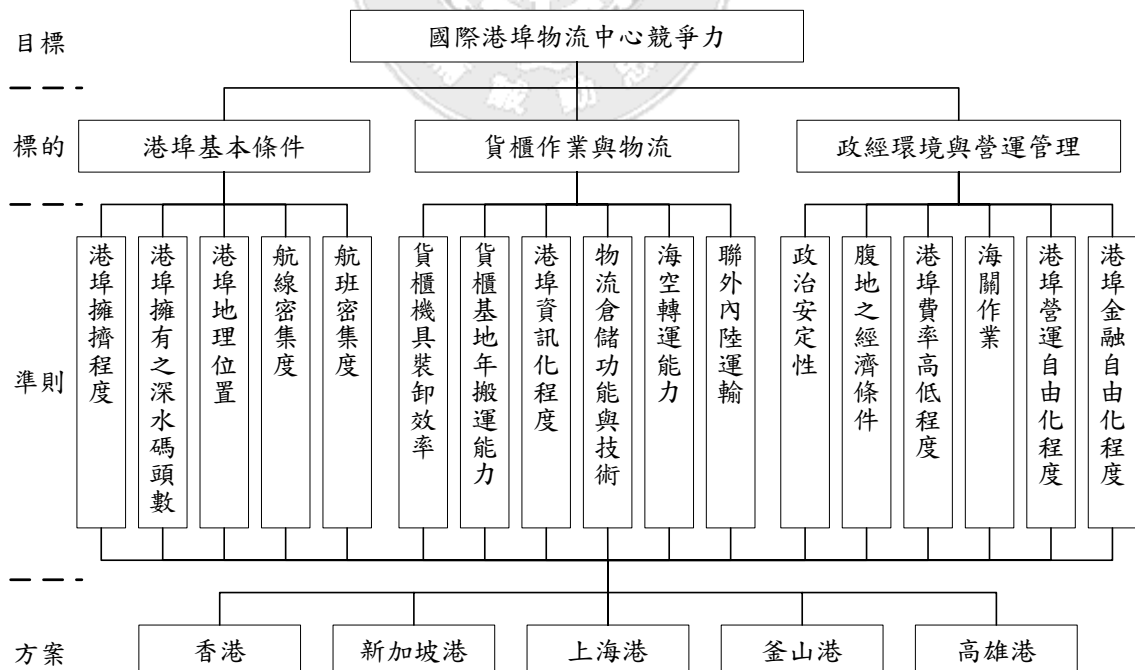 目標
國際港埠物流中心競爭力
標的
港埠基本條件
貨櫃作業與物流
政經環境與營運管理
準則
港埠擁擠程度
港埠擁有之深水碼頭數
港埠地理位置
航線密集度
航班密集度
貨櫃機具裝卸效率
貨櫃基地年搬運能力
港埠資訊化程度
物流倉儲功能與技術
海空轉運能力
聯外內陸運輸
政治安定性
腹地之經濟條件
港埠費率高低程度
海關作業
港埠營運自由化程度
港埠金融自由化程度
方案
香港
新加坡港
上海港
釜山港
高雄港